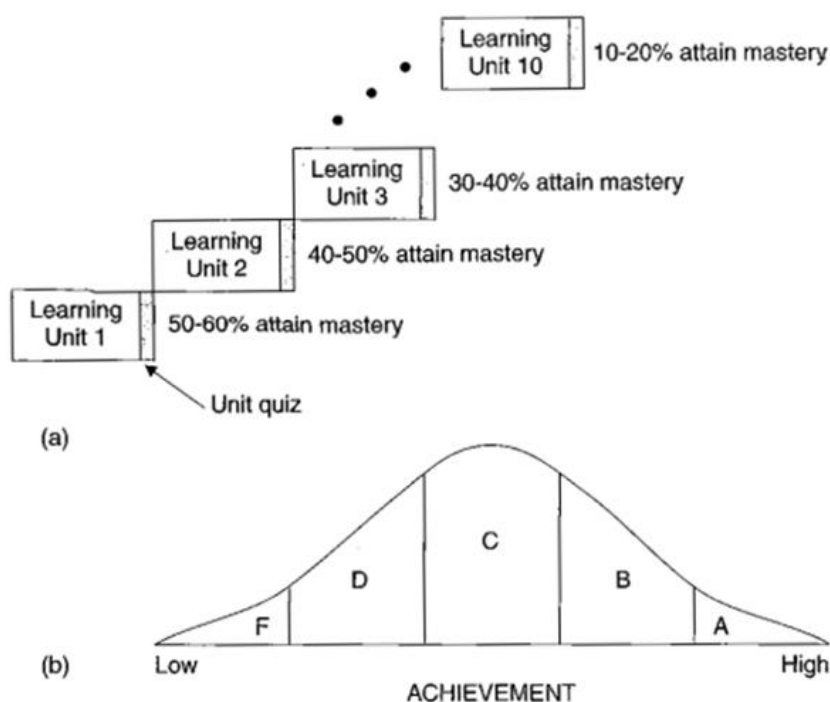 Learning
Unit 10
10-20% attain mastery
Learning
Unit 3
30-40% attain mastery
Learning
Unit 2
40-50% attain mastery
Learning
Unit 1
50-60% attain mastery
Unit quiz
(a)
C
D
B
F
A
(b)
Low
High
ACHIEVEMENT